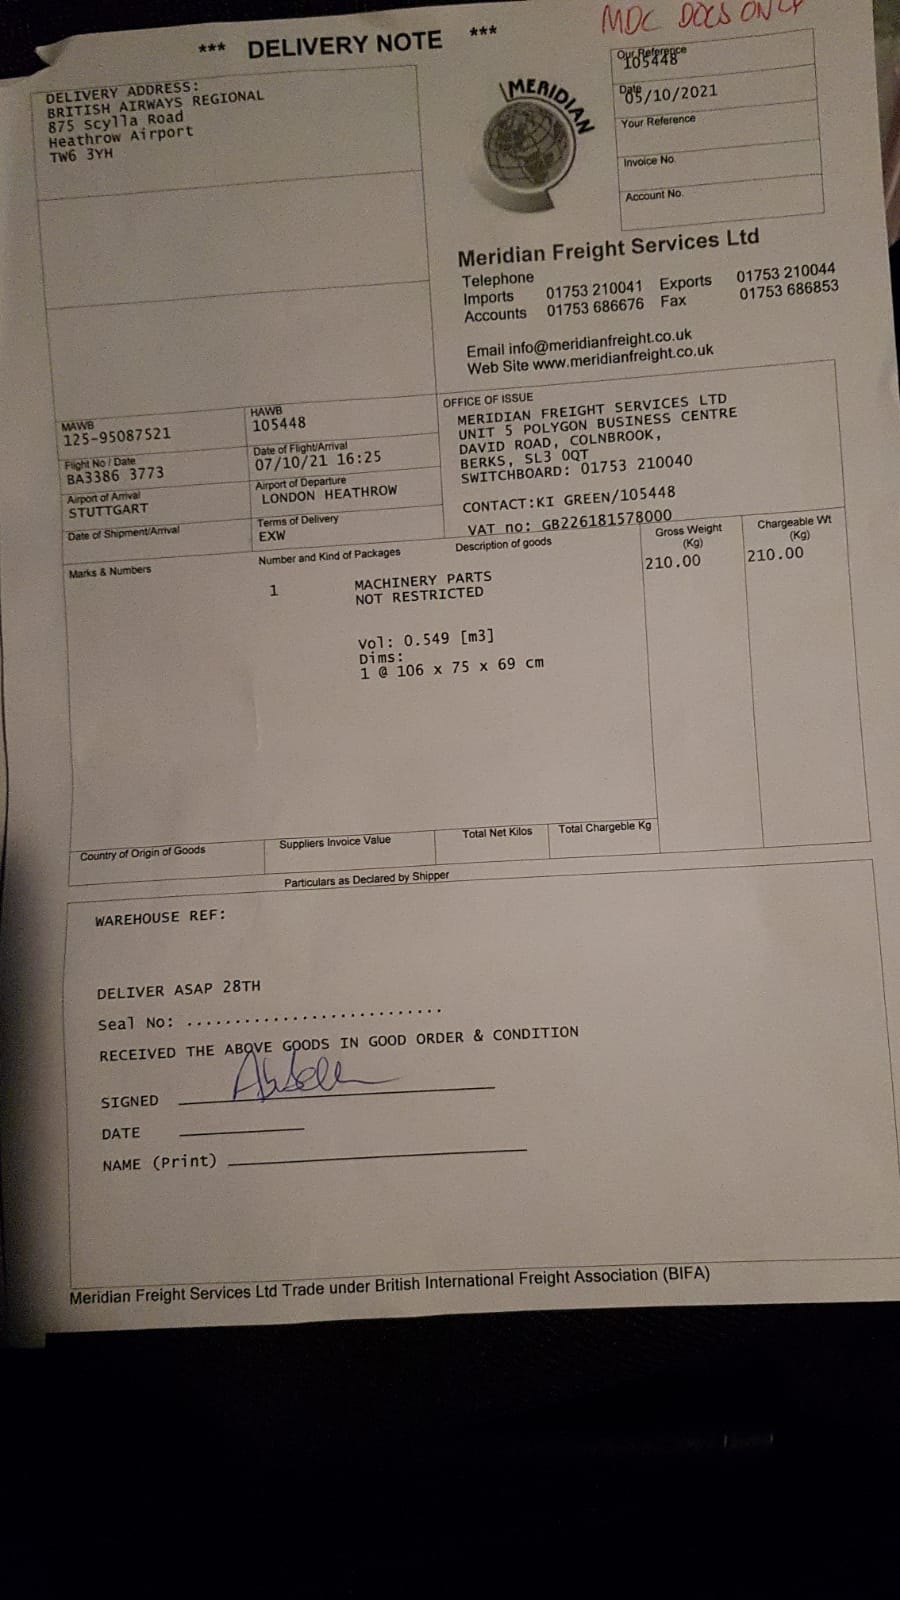 MDC DOCS ONLY
*** DELIVERY NOTE ***
DELIVERY ADDRESS:
BRITISH AIRWAYS REGIONAL
875 Scylla Road
Heathrow Airport
TW6 3YH
MERIDIAN
Our Reference
105448
Date
05/10/2021
Your Reference
Invoice No.
Account No.
Meridian Freight Services Ltd
Telephone
Imports 01753 210041 Exports 01753 210044
Accounts 01753 686676 Fax 01753 686853
Email info@meridianfreight.co.uk
Web Site www.meridianfreight.co.uk
MAWB
125-95087521
HAWB
105448
Flight No / Date
BA3386 3773
Date of Flight/Arrival
07/10/21 16:25
Airport of Arrival
STUTTGART
Airport of Departure
LONDON HEATHROW
Date of Shipment/Arrival
Terms of Delivery
EXW
OFFICE OF ISSUE
MERIDIAN FREIGHT SERVICES LTD
UNIT 5 POLYGON BUSINESS CENTRE
DAVID ROAD, COLNBROOK,
BERKS, SL3 0QT
SWITCHBOARD: 01753 210040
CONTACT:KI GREEN/105448
VAT no: GB226181578000
Marks & Numbers
Number and Kind of Packages
Description of goods
Gross Weight
(Kg)
Chargeable Wt
(Kg)
1
MACHINERY PARTS
NOT RESTRICTED
210.00
210.00
Vol: 0.549 [m3]
Dims:
1 @ 106 x 75 x 69 cm
Country of Origin of Goods
Suppliers Invoice Value
Total Net Kilos
Total Chargeble Kg
Particulars as Declared by Shipper
WAREHOUSE REF:
DELIVER ASAP 28TH
Seal No: ...........................
RECEIVED THE ABOVE GOODS IN GOOD ORDER & CONDITION
SIGNED
DATE
NAME (Print)
Meridian Freight Services Ltd Trade under British International Freight Association (BIFA)